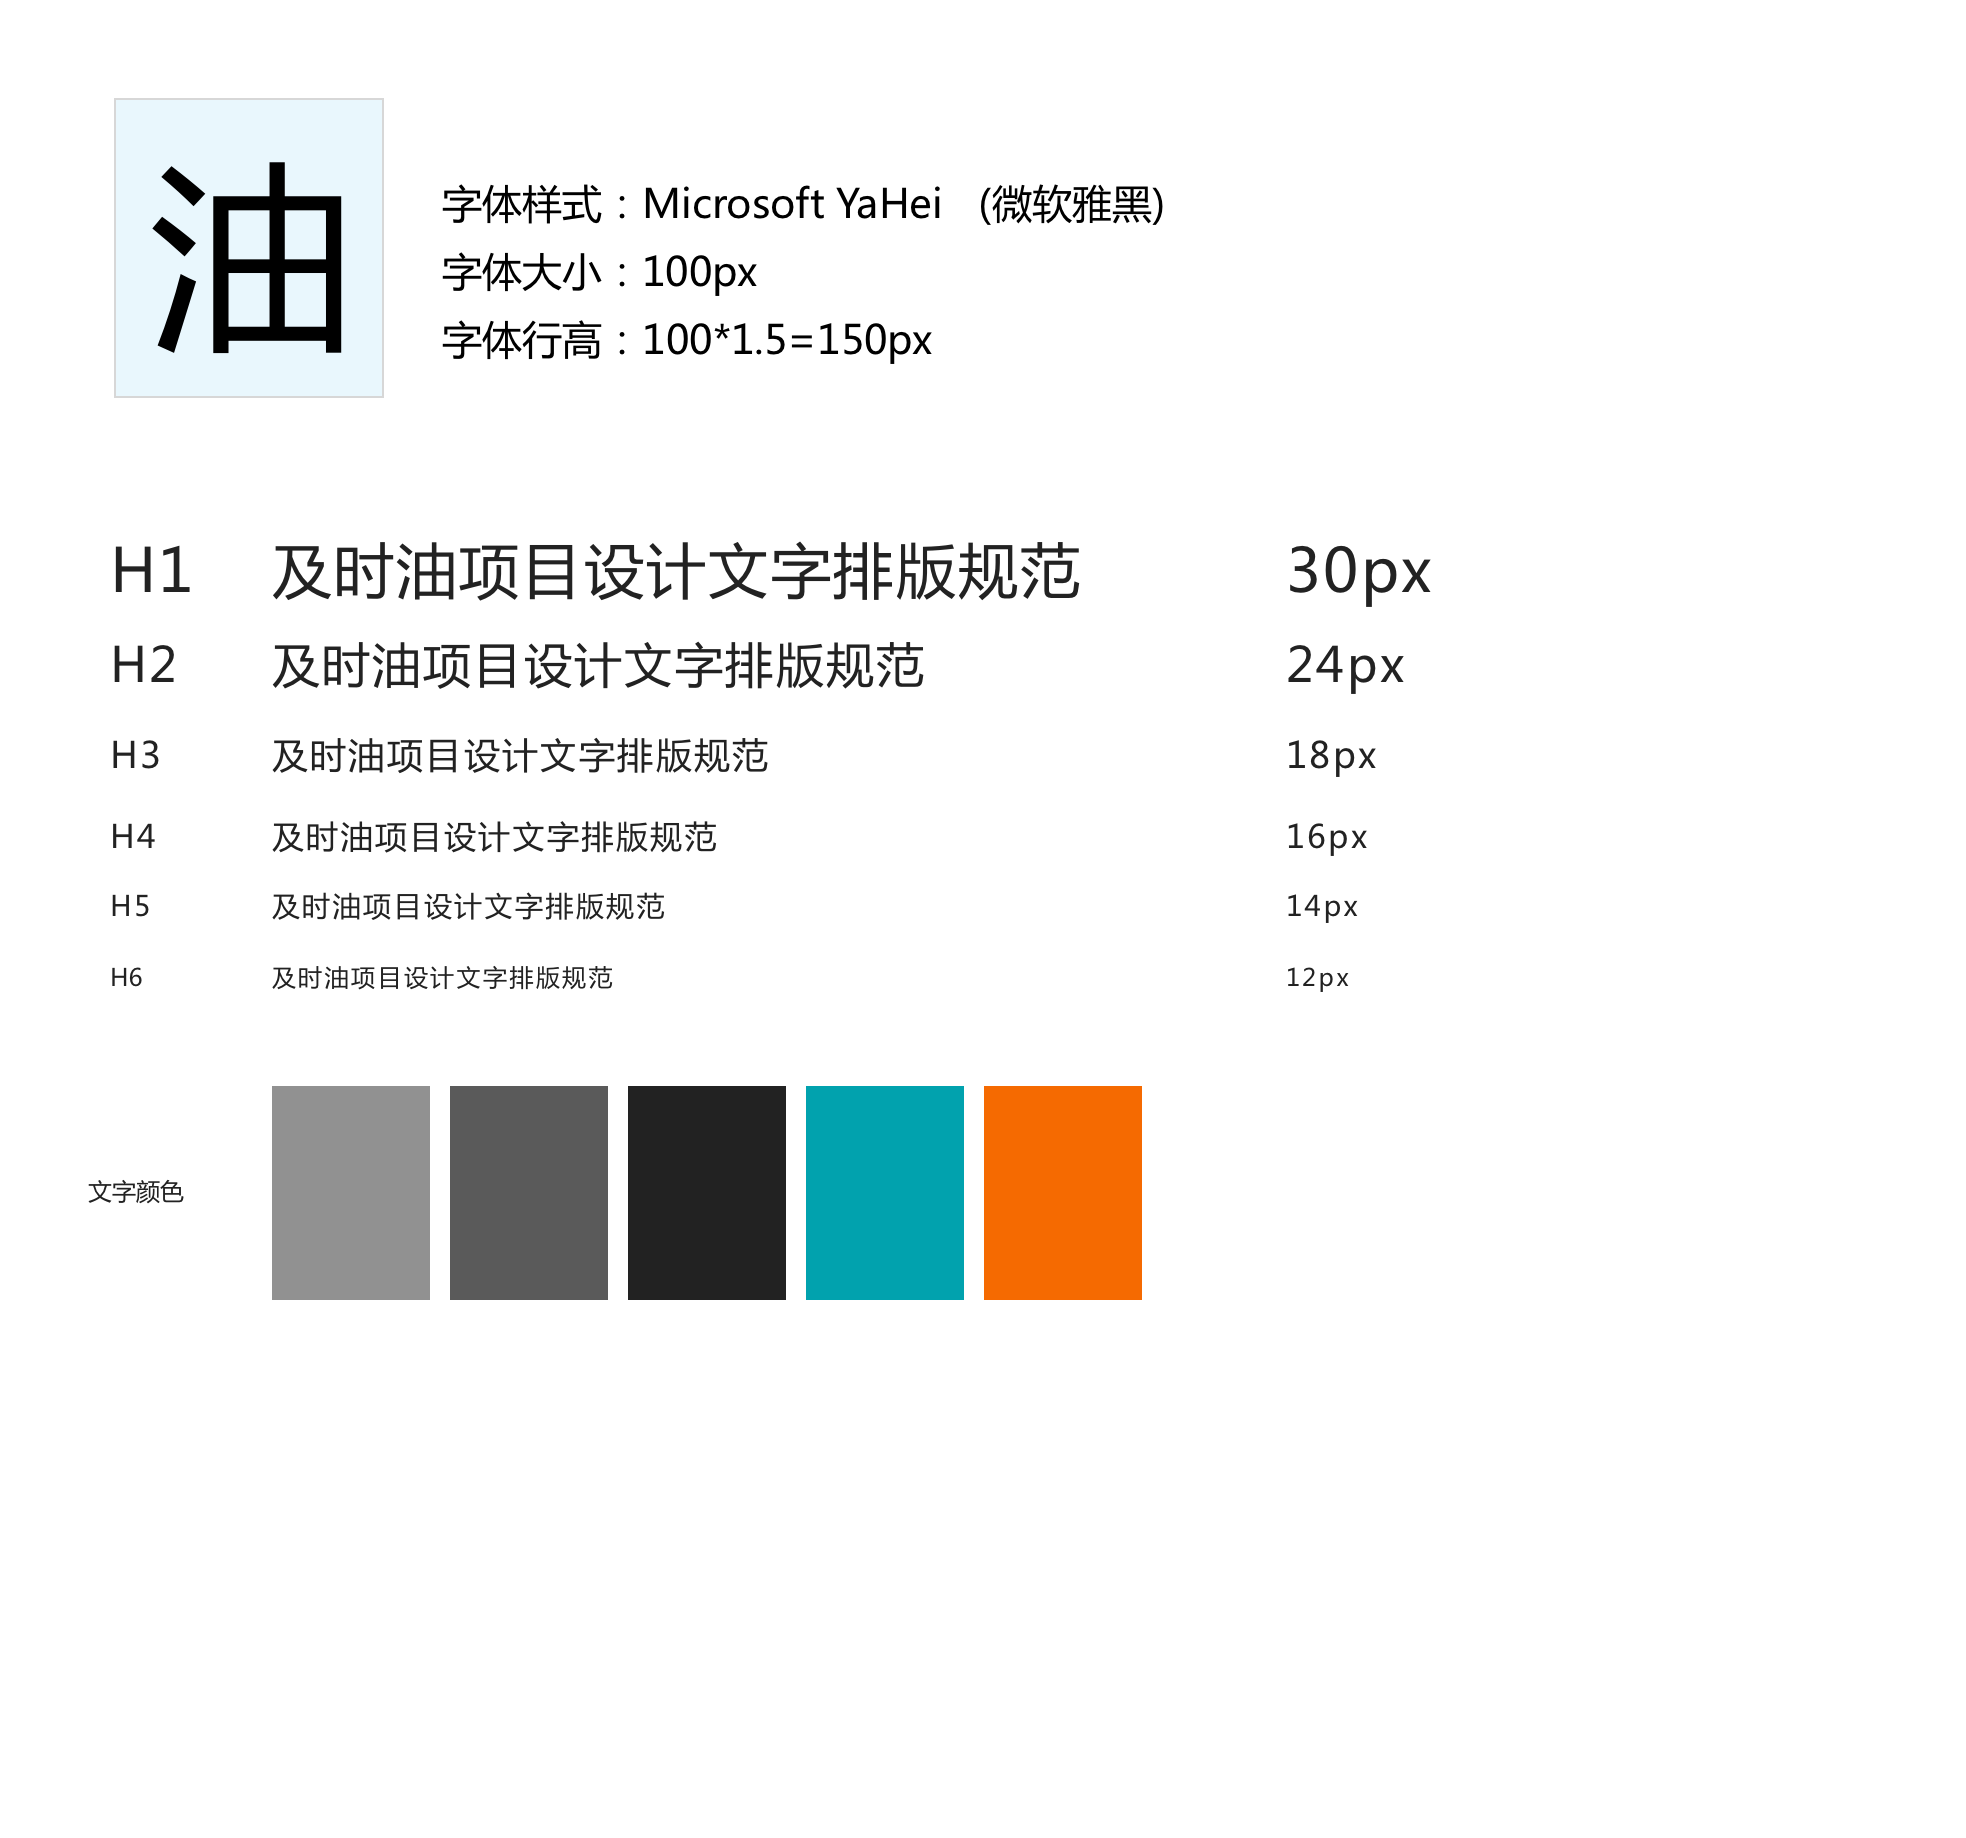 油
字体样式：Microsoft YaHei (微软雅黑)
字体大小：100px
字体行高：100*1.5=150px
H1 及时油项目设计文字排版规范 30px
H2 及时油项目设计文字排版规范 24px
H3 及时油项目设计文字排版规范 18px
H4 及时油项目设计文字排版规范 16px
H5 及时油项目设计文字排版规范 14px
H6 及时油项目设计文字排版规范 12px
文字颜色